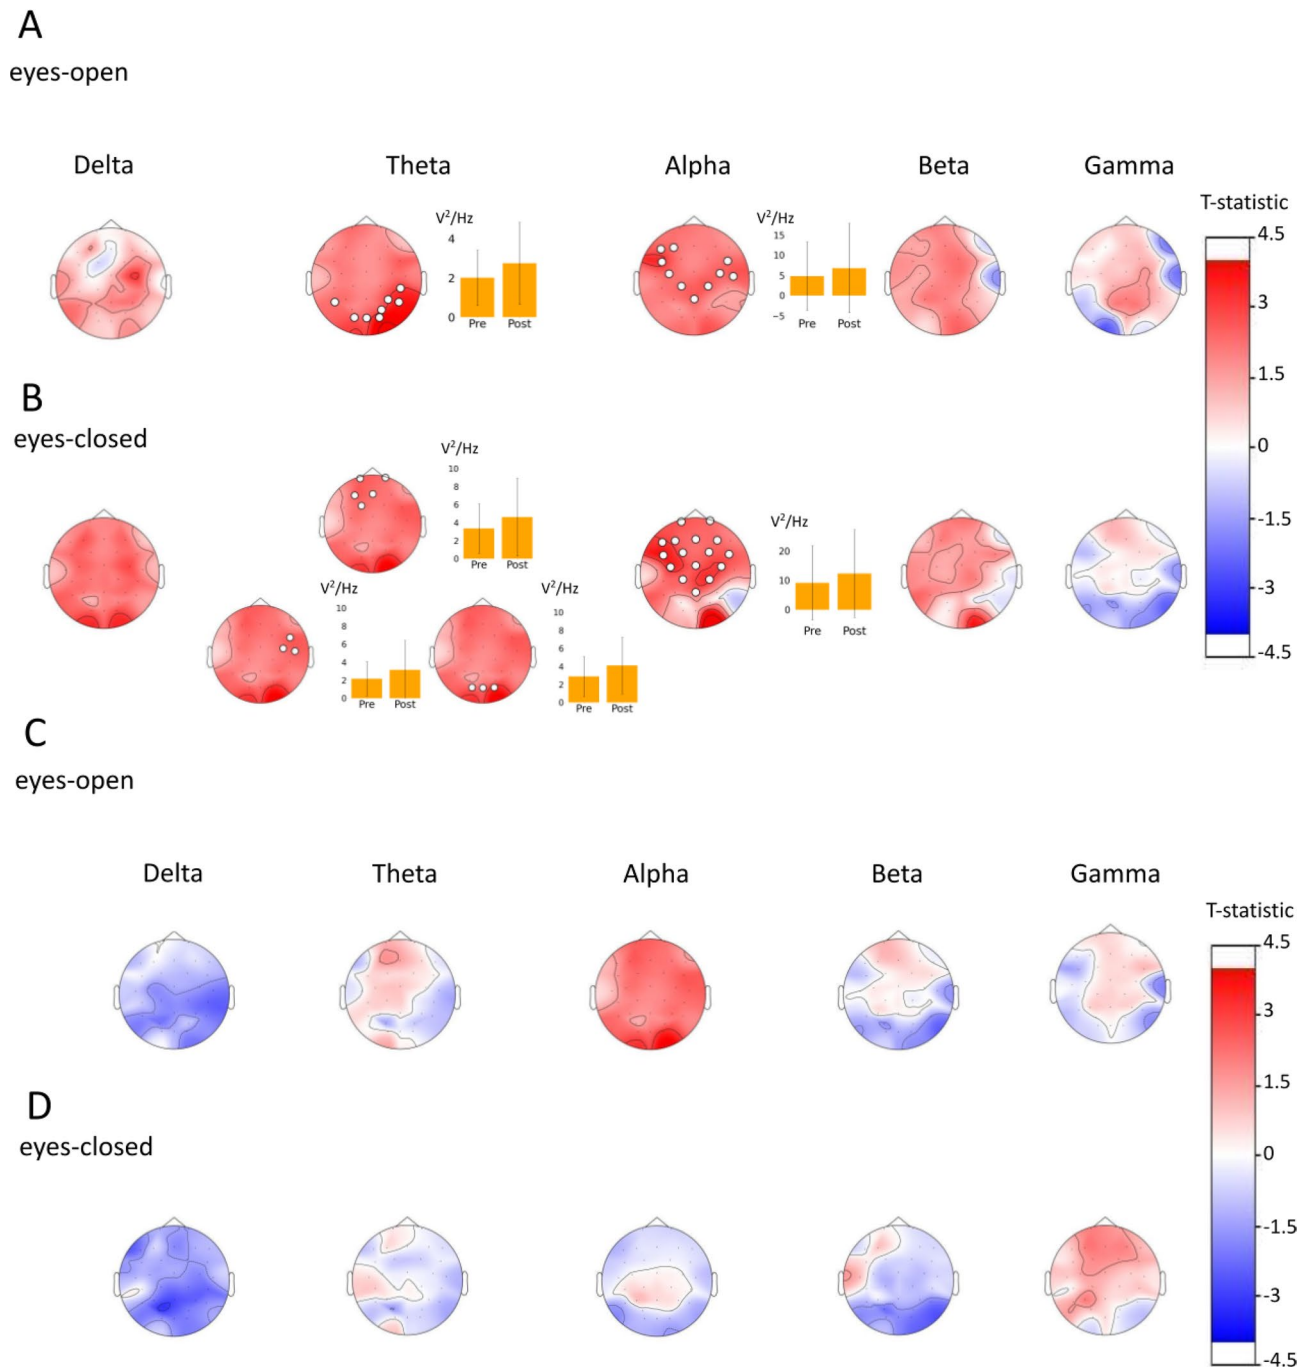 A
eyes-open
Delta
Theta
Alpha
Beta
Gamma
T-statistic
V²/Hz
4
2
0
Pre Post
V²/Hz
15
10
5
0
−5
Pre Post
4.5
3
1.5
0
-1.5
-3
-4.5
B
eyes-closed
V²/Hz
10
8
6
4
2
0
Pre Post
V²/Hz
10
8
6
4
2
0
Pre Post
V²/Hz
10
8
6
4
2
0
Pre Post
V²/Hz
20
10
0
Pre Post
C
eyes-open
Delta
Theta
Alpha
Beta
Gamma
T-statistic
4.5
3
1.5
0
-1.5
-3
-4.5
D
eyes-closed